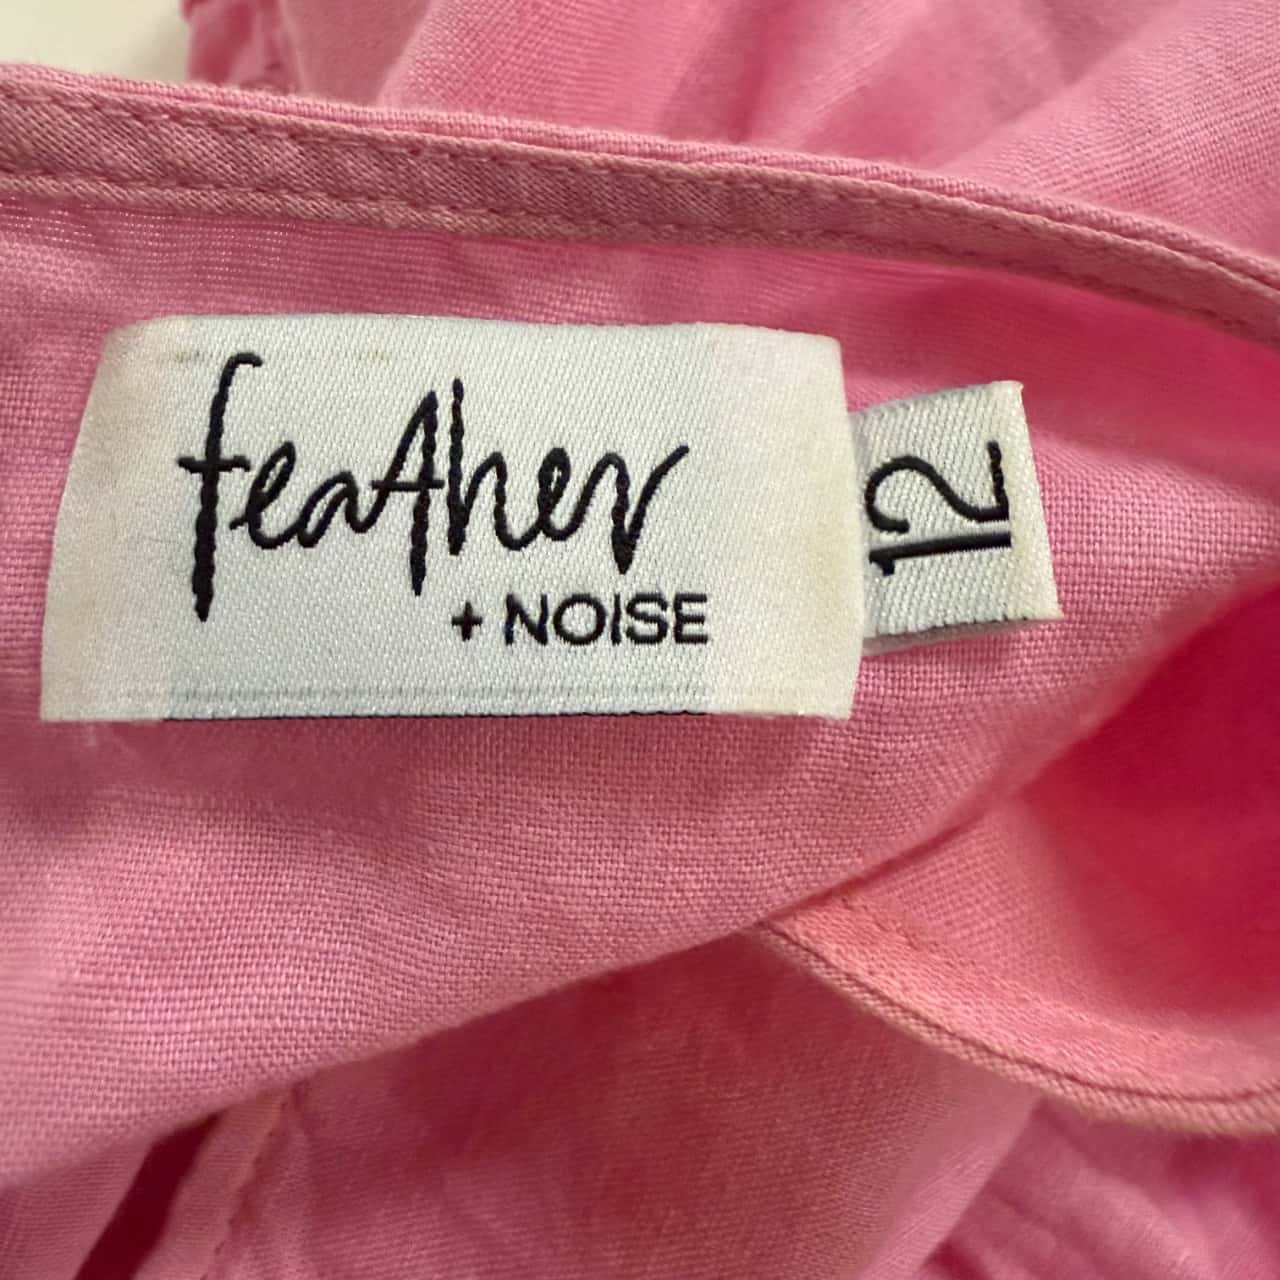 feather
+ NOISE
12